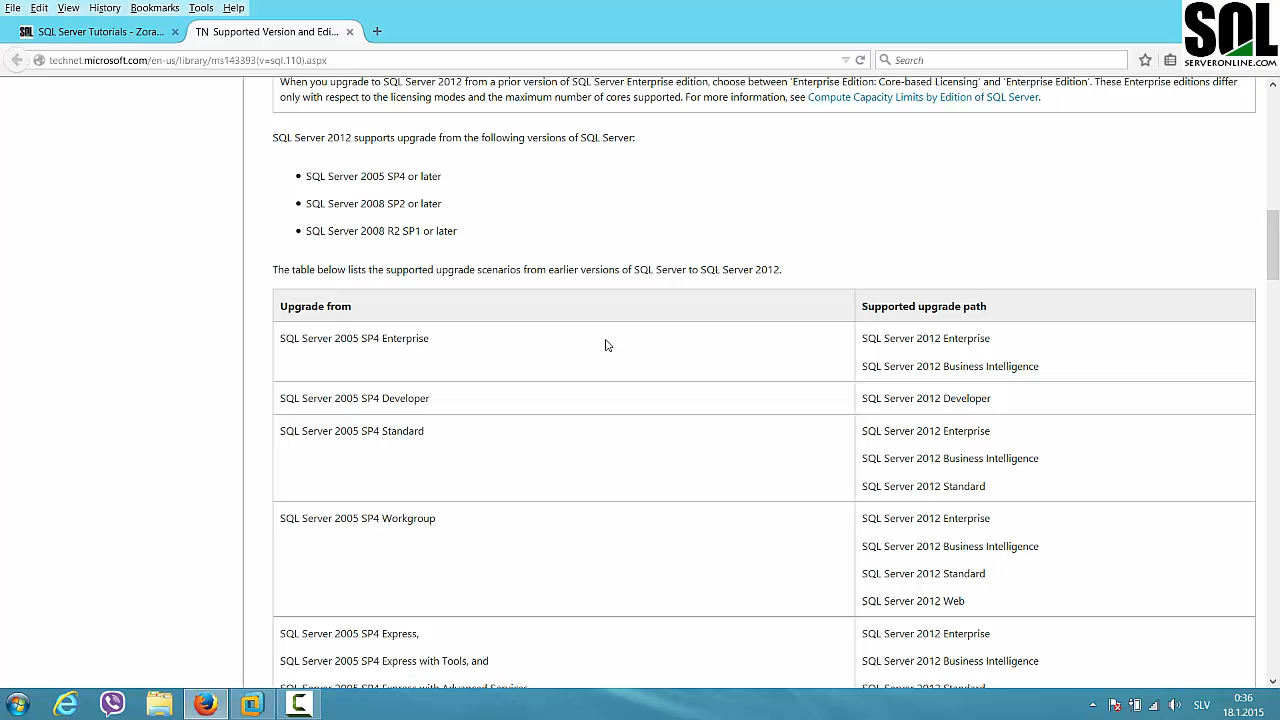 File Edit View History Bookmarks Tools Help
SQL Server Tutorials - Zora...
TN Supported Version and Edi...
technet.microsoft.com/en-us/library/ms143393(v=sql.110).aspx
Search
SQL
SERVERONLINE.COM
When you upgrade to SQL Server 2012 from a prior version of SQL Server Enterprise edition, choose between 'Enterprise Edition: Core-based Licensing' and 'Enterprise Edition'. These Enterprise editions differ
only with respect to the licensing modes and the maximum number of cores supported. For more information, see Compute Capacity Limits by Edition of SQL Server.
SQL Server 2012 supports upgrade from the following versions of SQL Server:
• SQL Server 2005 SP4 or later
• SQL Server 2008 SP2 or later
• SQL Server 2008 R2 SP1 or later
The table below lists the supported upgrade scenarios from earlier versions of SQL Server to SQL Server 2012.
Upgrade from Supported upgrade path
SQL Server 2005 SP4 Enterprise SQL Server 2012 Enterprise
SQL Server 2012 Business Intelligence
SQL Server 2005 SP4 Developer SQL Server 2012 Developer
SQL Server 2005 SP4 Standard SQL Server 2012 Enterprise
SQL Server 2012 Business Intelligence
SQL Server 2012 Standard
SQL Server 2005 SP4 Workgroup SQL Server 2012 Enterprise
SQL Server 2012 Business Intelligence
SQL Server 2012 Standard
SQL Server 2012 Web
SQL Server 2005 SP4 Express, SQL Server 2012 Enterprise
SQL Server 2005 SP4 Express with Tools, and SQL Server 2012 Business Intelligence
SQL Server 2005 SP4 Express with Advanced Services SQL Server 2012 Standard
SLV
0:36
18.1.2015